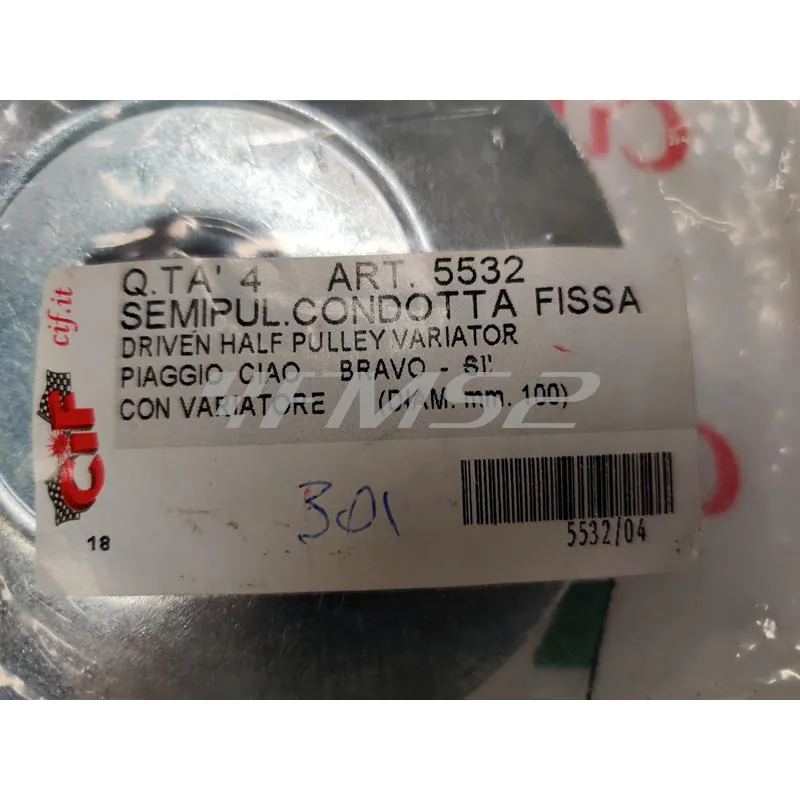 Q.TA' 4 ART. 5532
SEMIPUL.CONDOTTA FISSA
DRIVEN HALF PULLEY VARIATOR
PIAGGIO CIAO BRAVO - SI'
CON VARIATORE (DIAM. mm. 100)
cif.it
CIF
301
18
5532/04